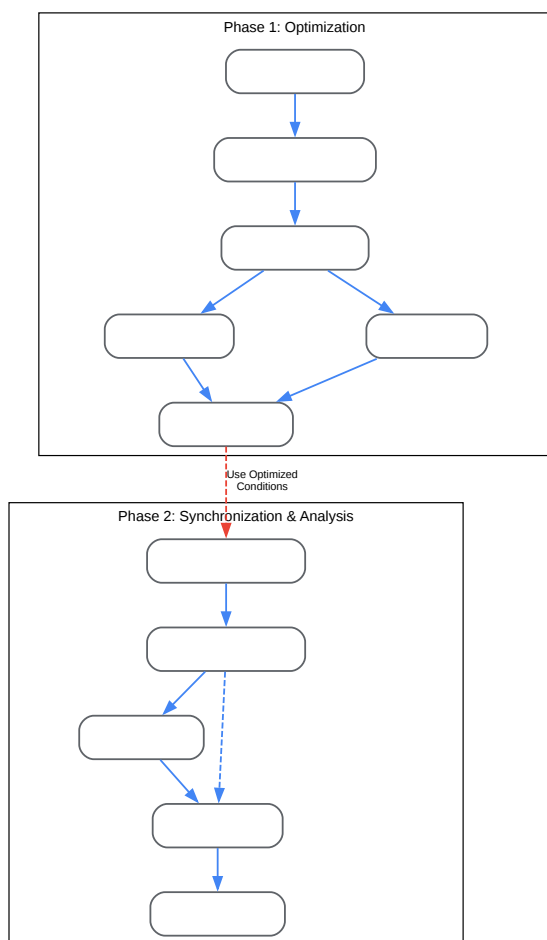 Phase 1: Optimization
Use Optimized
Conditions
Phase 2: Synchronization & Analysis